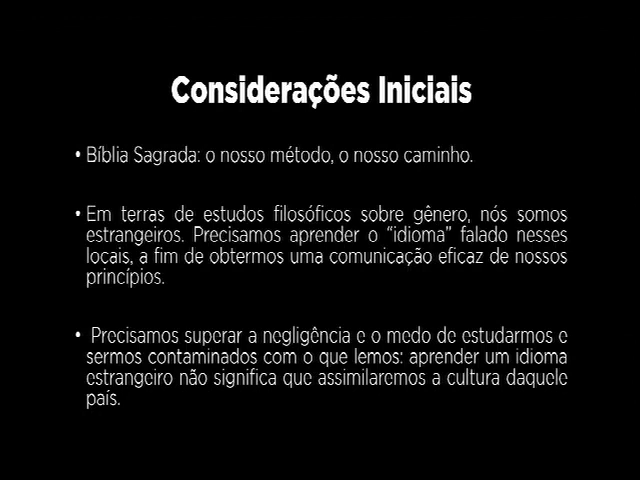 Considerações Iniciais
• Bíblia Sagrada: o nosso método, o nosso caminho.
• Em terras de estudos filosóficos sobre gênero, nós somos
estrangeiros. Precisamos aprender o “idioma” falado nesses
locais, a fim de obtermos uma comunicação eficaz de nossos
princípios.
• Precisamos superar a negligência e o medo de estudarmos e
sermos contaminados com o que lemos: aprender um idioma
estrangeiro não significa que assimilaremos a cultura daquele
país.